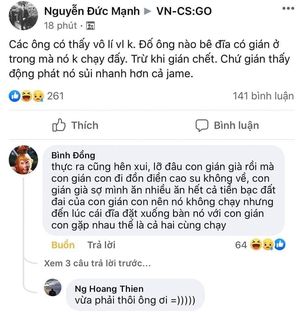 Nguyễn Đức Mạnh ▸ VN-CS:GO
18 phút
Các ông có thấy vô lí vl k. Đố ông nào bê đĩa có gián ở
trong mà nó k chạy đấy. Trừ khi gián chết. Chứ gián thấy
động phát nó sủi nhanh hơn cả jame.
261
141 bình luận
Thích
Bình luận
Bình Đồng
thực ra cũng hên xui, lỡ đâu con gián già rồi mà
con gián con đi đồn điền cao su không về, con
gián già sợ mình ăn nhiều ăn hết cả tiền bạc đất
đai của con gián con nên nó không chạy nhưng
đến lúc cái đĩa đặt xuống bàn nó với con gián
con gặp nhau thế là cả hai cùng chạy
Buồn Trả lời
64
Xem 3 câu trả lời trước...
Ng Hoang Thien
vừa phải thôi ông ơi =)))))